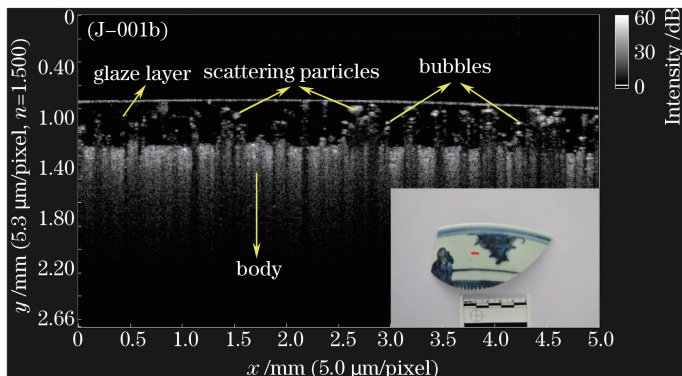 (J-001b)
glaze layer
scattering particles
bubbles
body
0
0.40
1.00
1.40
1.80
2.20
2.66
y /mm (5.3 μm/pixel, n=1.500)
0 0.5 1.0 1.5 2.0 2.5 3.0 3.5 4.0 4.5 5.0
x /mm (5.0 μm/pixel)
60
30
0
Intensity /dB